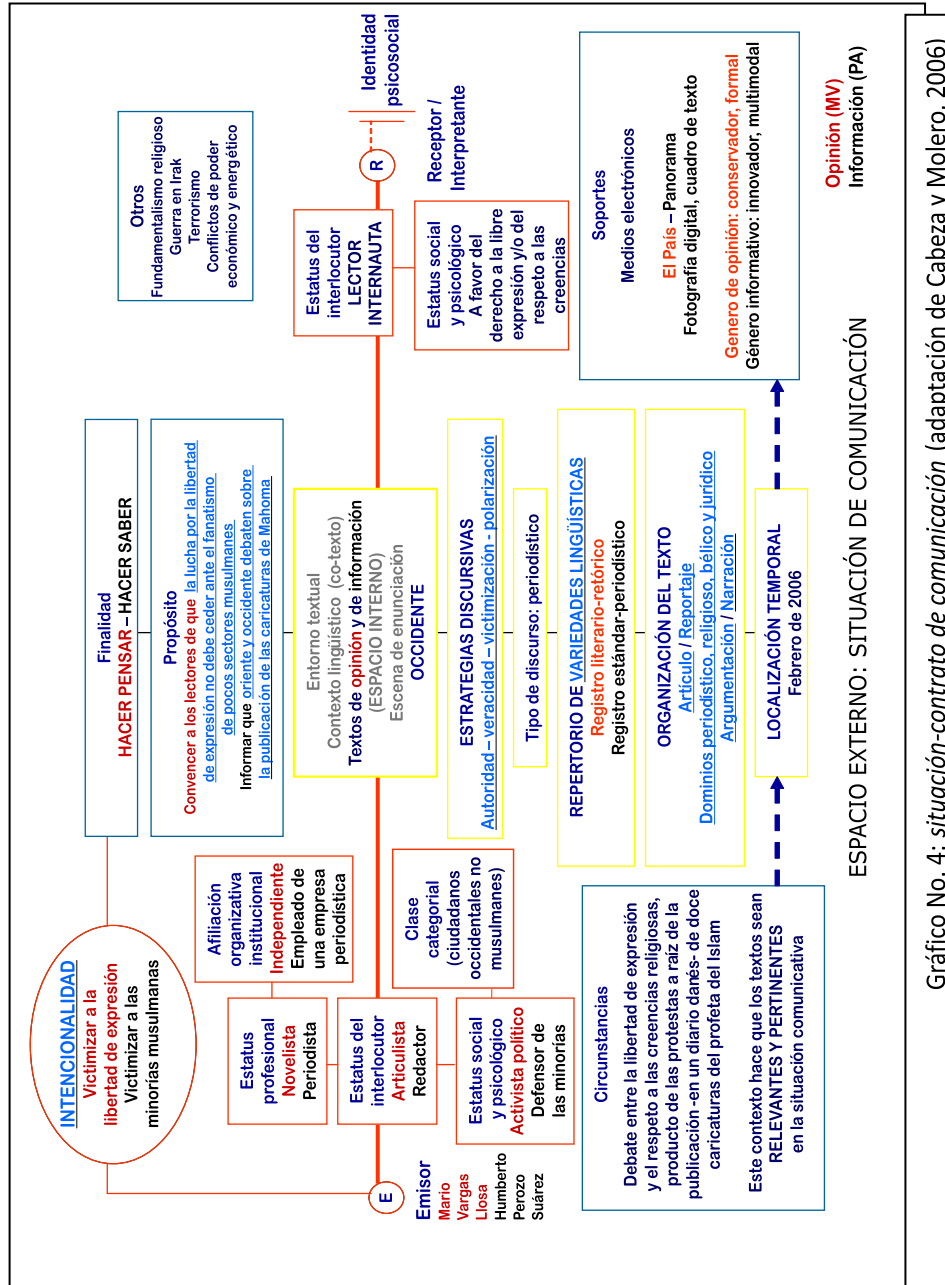 INTENCIONALIDAD
Victimizar a la
libertad de expresión
Victimizar a las
minorías musulmanas
Finalidad
HACER PENSAR – HACER SABER
Propósito
Convencer a los lectores de que la lucha por la libertad
de expresión no debe ceder ante el fanatismo
de pocos sectores musulmanes
Informar que oriente y occidente debaten sobre
la publicación de las caricaturas de Mahoma
Otros
Fundamentalismo religioso
Guerra en Irak
Terrorismo
Conflictos de poder
económico y energético
Afiliación
organizativa
institucional
Independiente
Empleado de
una empresa
periodística
Estatus
profesional
Novelista
Periodista
E
Emisor
Mario
Vargas
Llosa
Humberto
Perozo
Suárez
Estatus del
interlocutor
Articulista
Redactor
Estatus social
y psicológico
Activista político
Defensor de
las minorías
Clase
categorial
(ciudadanos
occidentales no
musulmanes)
Entorno textual
Contexto lingüístico (co-texto)
Textos de opinión y de información
(ESPACIO INTERNO)
Escena de enunciación
OCCIDENTE
Estatus del
interlocutor
LECTOR
INTERNAUTA
Estatus social
y psicológico
A favor del
derecho a la libre
expresión y/o del
respeto a las
creencias
R
Receptor /
Interpretante
Identidad
psicosocial
ESTRATEGIAS DISCURSIVAS
Autoridad – veracidad – victimización - polarización
Tipo de discurso: periodístico
REPERTORIO DE VARIEDADES LINGÜÍSTICAS
Registro literario-retórico
Registro estándar-periodístico
ORGANIZACIÓN DEL TEXTO
Artículo / Reportaje
Dominios periodístico, religioso, bélico y jurídico
Argumentación / Narración
LOCALIZACIÓN TEMPORAL
Febrero de 2006
Circunstancias
Debate entre la libertad de expresión
y el respeto a las creencias religiosas,
producto de las protestas a raíz de la
publicación -en un diario danés- de doce
caricaturas del profeta del Islam
Este contexto hace que los textos sean
RELEVANTES Y PERTINENTES
en la situación comunicativa
Soportes
Medios electrónicos
El País – Panorama
Fotografía digital, cuadro de texto
Genero de opinión: conservador, formal
Género informativo: innovador, multimodal
ESPACIO EXTERNO: SITUACIÓN DE COMUNICACIÓN
Opinión (MV)
Información (PA)
Gráfico No. 4: situación-contrato de comunicación (adaptación de Cabeza y Molero. 2006)